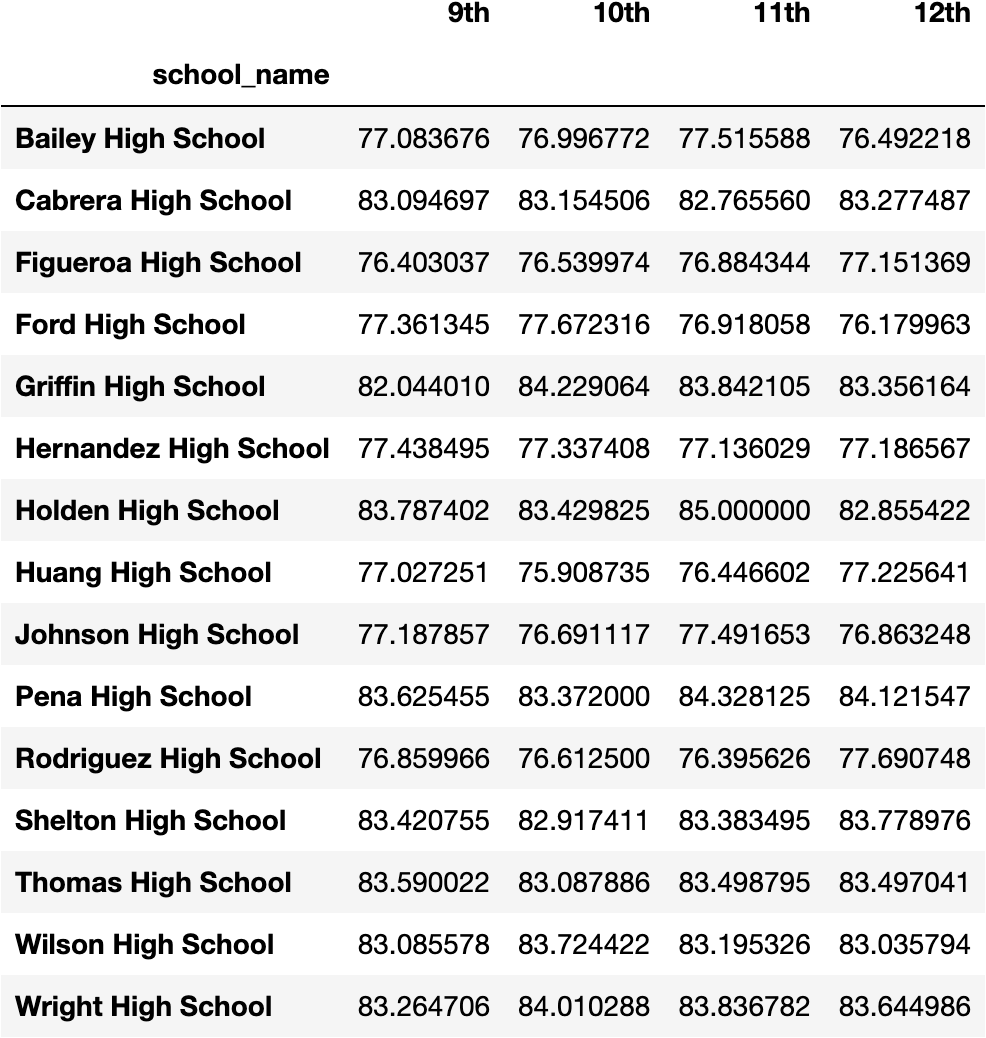 9th 10th 11th 12th
school_name
Bailey High School 77.083676 76.996772 77.515588 76.492218
Cabrera High School 83.094697 83.154506 82.765560 83.277487
Figueroa High School 76.403037 76.539974 76.884344 77.151369
Ford High School 77.361345 77.672316 76.918058 76.179963
Griffin High School 82.044010 84.229064 83.842105 83.356164
Hernandez High School 77.438495 77.337408 77.136029 77.186567
Holden High School 83.787402 83.429825 85.000000 82.855422
Huang High School 77.027251 75.908735 76.446602 77.225641
Johnson High School 77.187857 76.691117 77.491653 76.863248
Pena High School 83.625455 83.372000 84.328125 84.121547
Rodriguez High School 76.859966 76.612500 76.395626 77.690748
Shelton High School 83.420755 82.917411 83.383495 83.778976
Thomas High School 83.590022 83.087886 83.498795 83.497041
Wilson High School 83.085578 83.724422 83.195326 83.035794
Wright High School 83.264706 84.010288 83.836782 83.644986